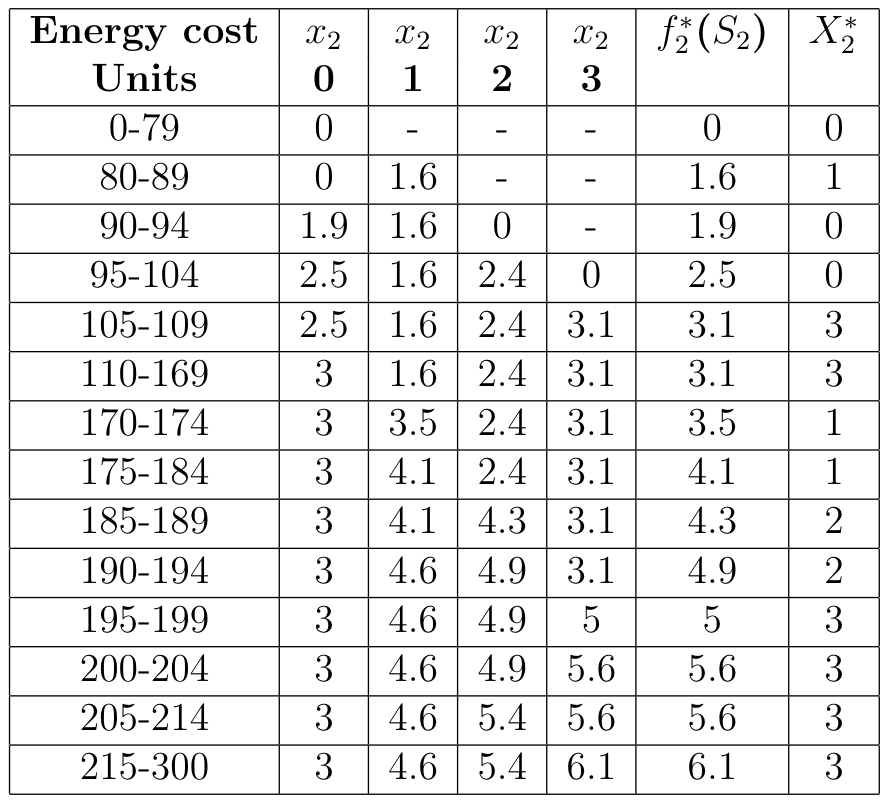 Energy cost x₂ x₂ x₂ x₂ f₂*(S₂) X₂*
Units 0 1 2 3
0-79 0 - - - 0 0
80-89 0 1.6 - - 1.6 1
90-94 1.9 1.6 0 - 1.9 0
95-104 2.5 1.6 2.4 0 2.5 0
105-109 2.5 1.6 2.4 3.1 3.1 3
110-169 3 1.6 2.4 3.1 3.1 3
170-174 3 3.5 2.4 3.1 3.5 1
175-184 3 4.1 2.4 3.1 4.1 1
185-189 3 4.1 4.3 3.1 4.3 2
190-194 3 4.6 4.9 3.1 4.9 2
195-199 3 4.6 4.9 5 5 3
200-204 3 4.6 4.9 5.6 5.6 3
205-214 3 4.6 5.4 5.6 5.6 3
215-300 3 4.6 5.4 6.1 6.1 3